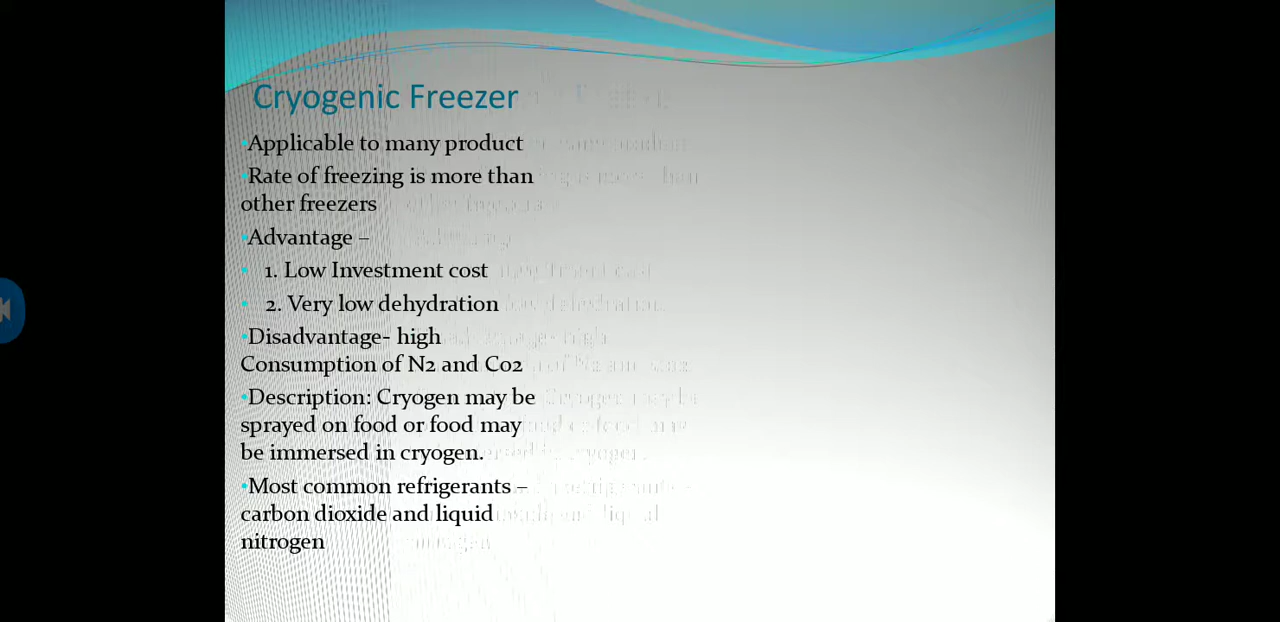 Cryogenic Freezer
•Applicable to many product
•Rate of freezing is more than
other freezers
•Advantage –
• 1. Low Investment cost
• 2. Very low dehydration
•Disadvantage- high
Consumption of N2 and Co2
•Description: Cryogen may be
sprayed on food or food may
be immersed in cryogen.
•Most common refrigerants –
carbon dioxide and liquid
nitrogen